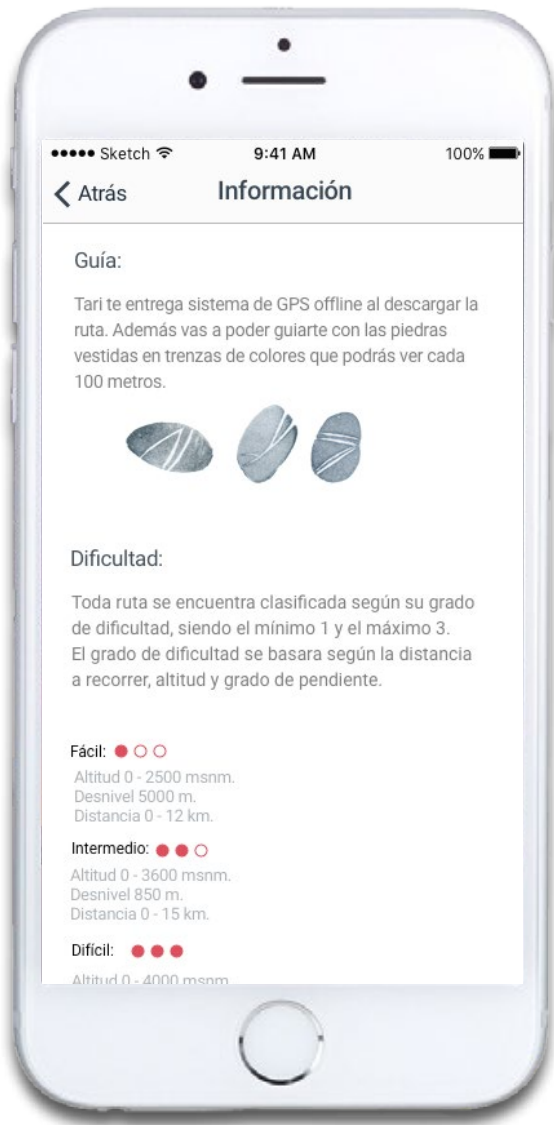 Sketch
9:41 AM
100%
Atrás
Información
Guía:
Tari te entrega sistema de GPS offline al descargar la
ruta. Además vas a poder guiarte con las piedras
vestidas en trenzas de colores que podrás ver cada
100 metros.
Dificultad:
Toda ruta se encuentra clasificada según su grado
de dificultad, siendo el mínimo 1 y el máximo 3.
El grado de dificultad se basara según la distancia
a recorrer, altitud y grado de pendiente.
Fácil:
Altitud 0 - 2500 msnm.
Desnivel 5000 m.
Distancia 0 - 12 km.
Intermedio:
Altitud 0 - 3600 msnm.
Desnivel 850 m.
Distancia 0 - 15 km.
Difícil:
Altitud 0 - 4000 msnm